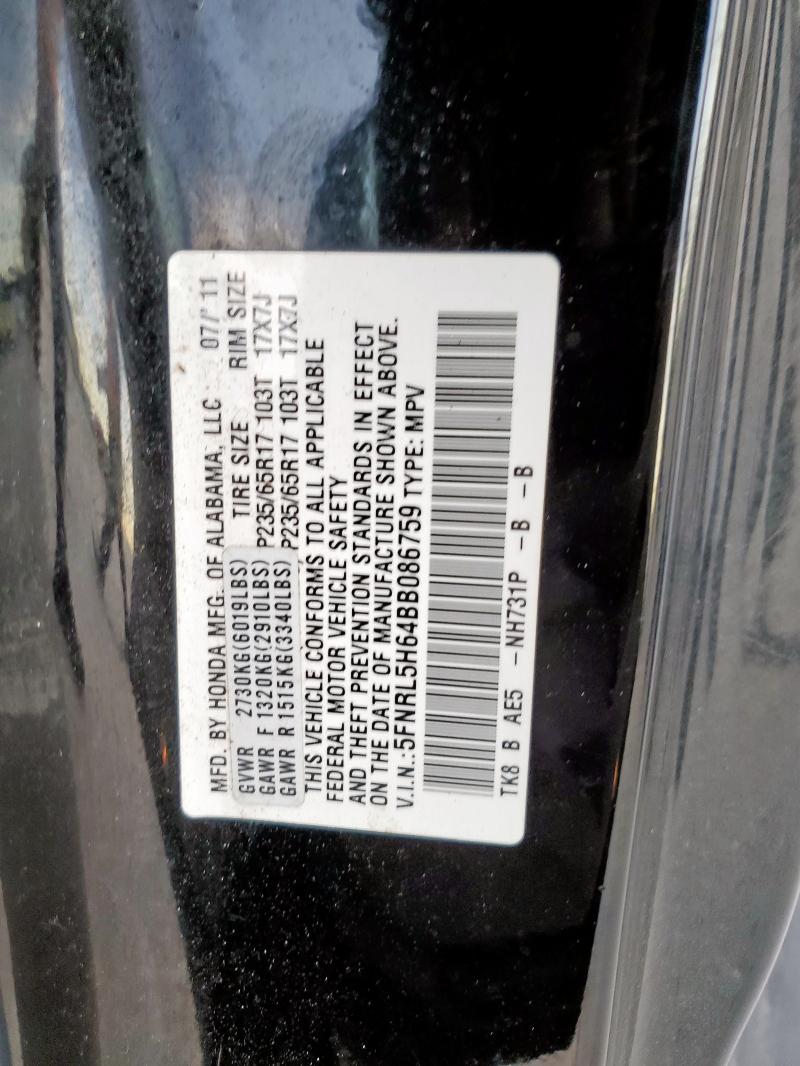 MFD. BY HONDA MFG. OF ALABAMA, LLC 07/ 11
GVWR 2730KG(6019LBS) TIRE SIZE RIM SIZE
GAWR F 1320KG(2910LBS) P235/65R17 103T 17X7J
GAWR R 1515KG(3340LBS) P235/65R17 103T 17X7J
THIS VEHICLE CONFORMS TO ALL APPLICABLE
FEDERAL MOTOR VEHICLE SAFETY
AND THEFT PREVENTION STANDARDS IN EFFECT
ON THE DATE OF MANUFACTURE SHOWN ABOVE.
V.I.N.:5FNRL5H64BB086759 TYPE: MPV
TK8 B AE5 -NH731P -B -B